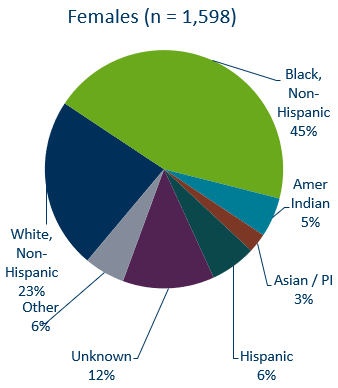 Females (n = 1,598)
Black,
Non-
Hispanic
45%
Amer
Indian
5%
Asian / PI
3%
Hispanic
6%
Unknown
12%
Other
6%
White,
Non-
Hispanic
23%